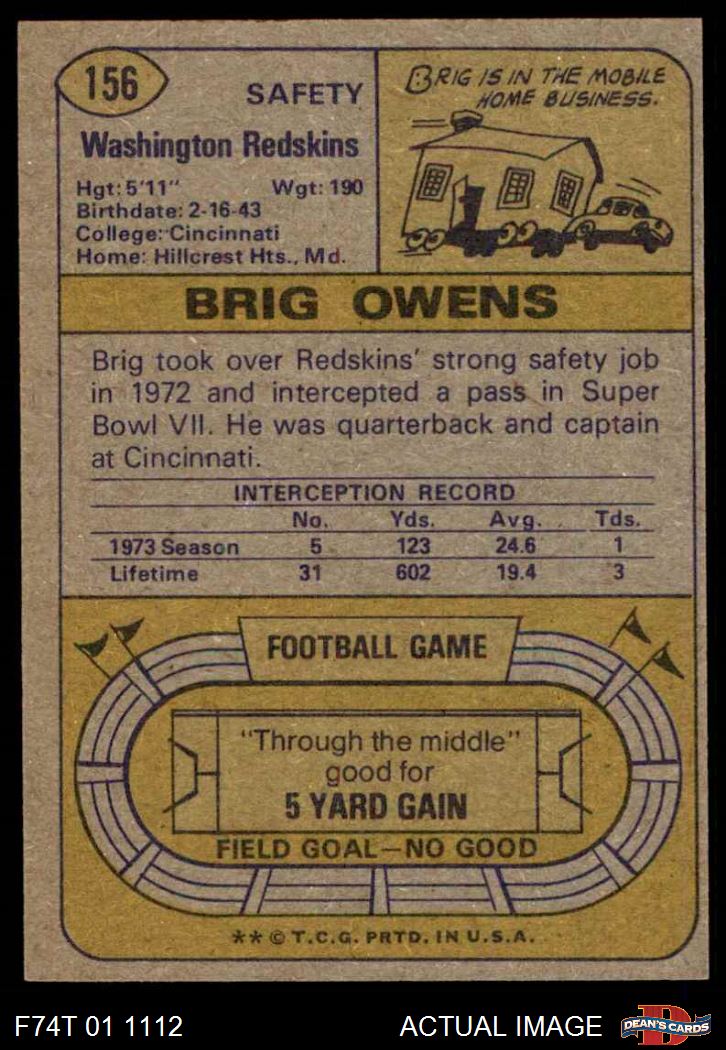 156
SAFETY
Washington Redskins
Hgt: 5'11" Wgt: 190
Birthdate: 2-16-43
College: Cincinnati
Home: Hillcrest Hts., Md.
BRIG IS IN THE MOBILE
HOME BUSINESS.
BRIG OWENS
Brig took over Redskins' strong safety job
in 1972 and intercepted a pass in Super
Bowl VII. He was quarterback and captain
at Cincinnati.
INTERCEPTION RECORD
No. Yds. Avg. Tds.
1973 Season 5 123 24.6 1
Lifetime 31 602 19.4 3
FOOTBALL GAME
"Through the middle"
good for
5 YARD GAIN
FIELD GOAL—NO GOOD
** © T.C.G. PRTD. IN U.S.A.
F74T 01 1112 ACTUAL IMAGE
D
DEAN'S CARDS